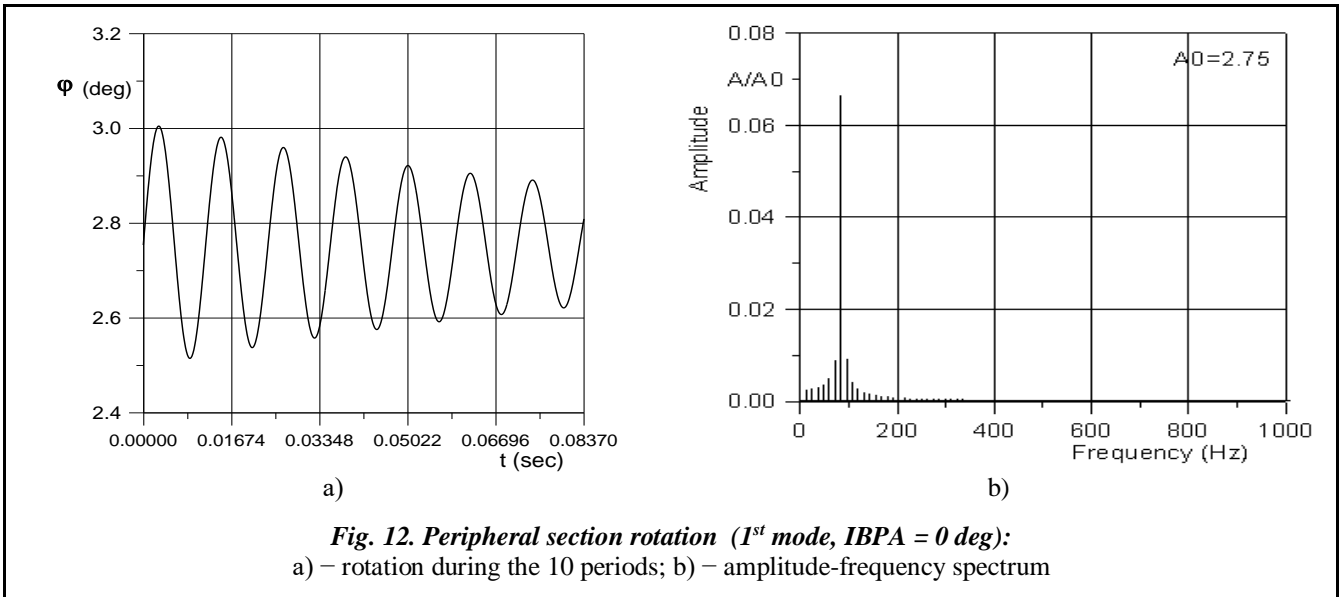 3.2
φ (deg)
3.0
2.8
2.6
2.4
0.00000 0.01674 0.03348 0.05022 0.06696 0.08370
t (sec)
a)
0.08
A0=2.75
A/A0
Amplitude
0.06
0.04
0.02
0.00
0 200 400 600 800 1000
Frequency (Hz)
b)
Fig. 12. Peripheral section rotation (1st mode, IBPA = 0 deg):
a) − rotation during the 10 periods; b) − amplitude-frequency spectrum